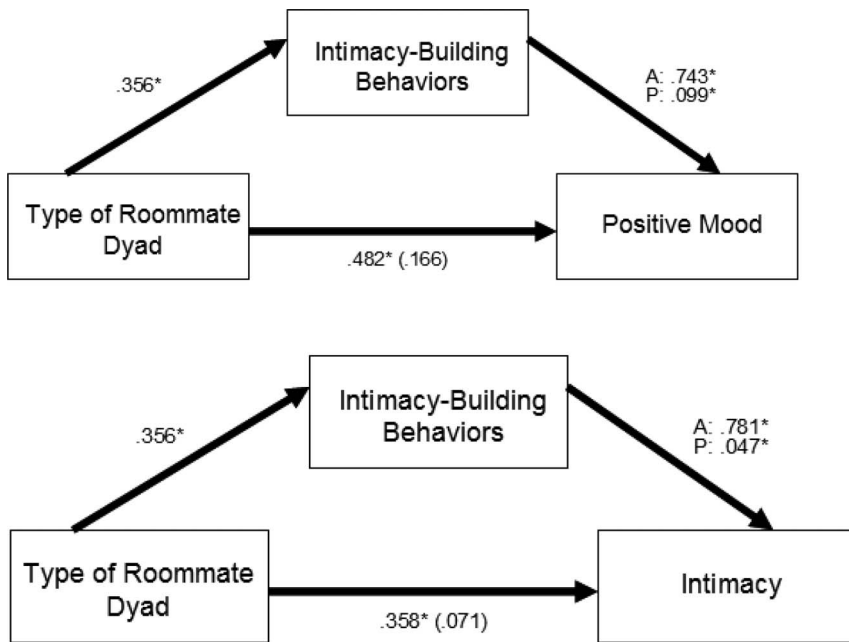 Intimacy-Building
Behaviors
.356*
A: .743*
P: .099*
Type of Roommate
Dyad
Positive Mood
.482* (.166)
Intimacy-Building
Behaviors
.356*
A: .781*
P: .047*
Type of Roommate
Dyad
Intimacy
.358* (.071)